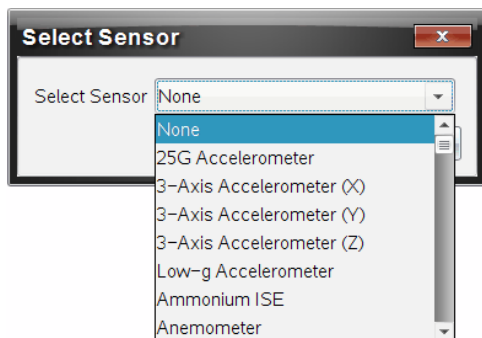 Select Sensor
Select Sensor None
None
25G Accelerometer
3-Axis Accelerometer (X)
3-Axis Accelerometer (Y)
3-Axis Accelerometer (Z)
Low-g Accelerometer
Ammonium ISE
Anemometer